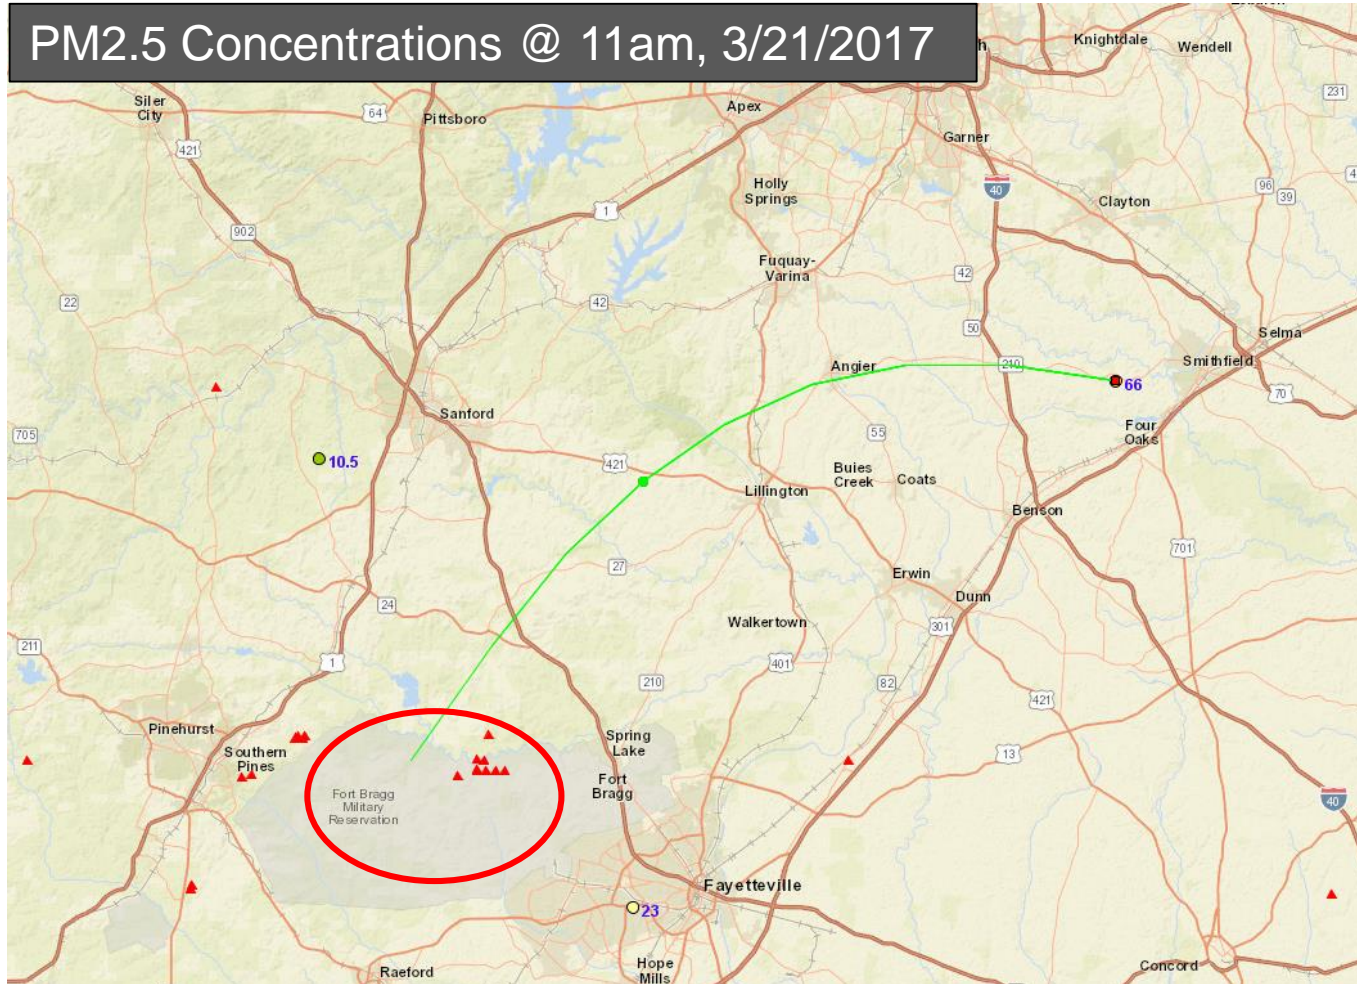 PM2.5 Concentrations @ 11am, 3/21/2017
Knightdale
Wendell
Siler
City
64
Pittsboro
Apex
231
421
Garner
Holly
Springs
40
96
39
Clayton
1
902
Fuquay-
Varina
42
22
42
50
Selma
Angier
210
Smithfield
66
70
Sanford
705
55
Four
Oaks
10.5
421
Buies
Creek
Coats
Lillington
Benson
701
27
Erwin
24
Dunn
Walkertown
301
211
1
401
210
82
421
Pinehurst
Southern
Pines
Spring
Lake
13
Fort
Bragg
Fort Bragg
Military
Reservation
40
Fayetteville
23
Hope
Mills
Raeford
Concord